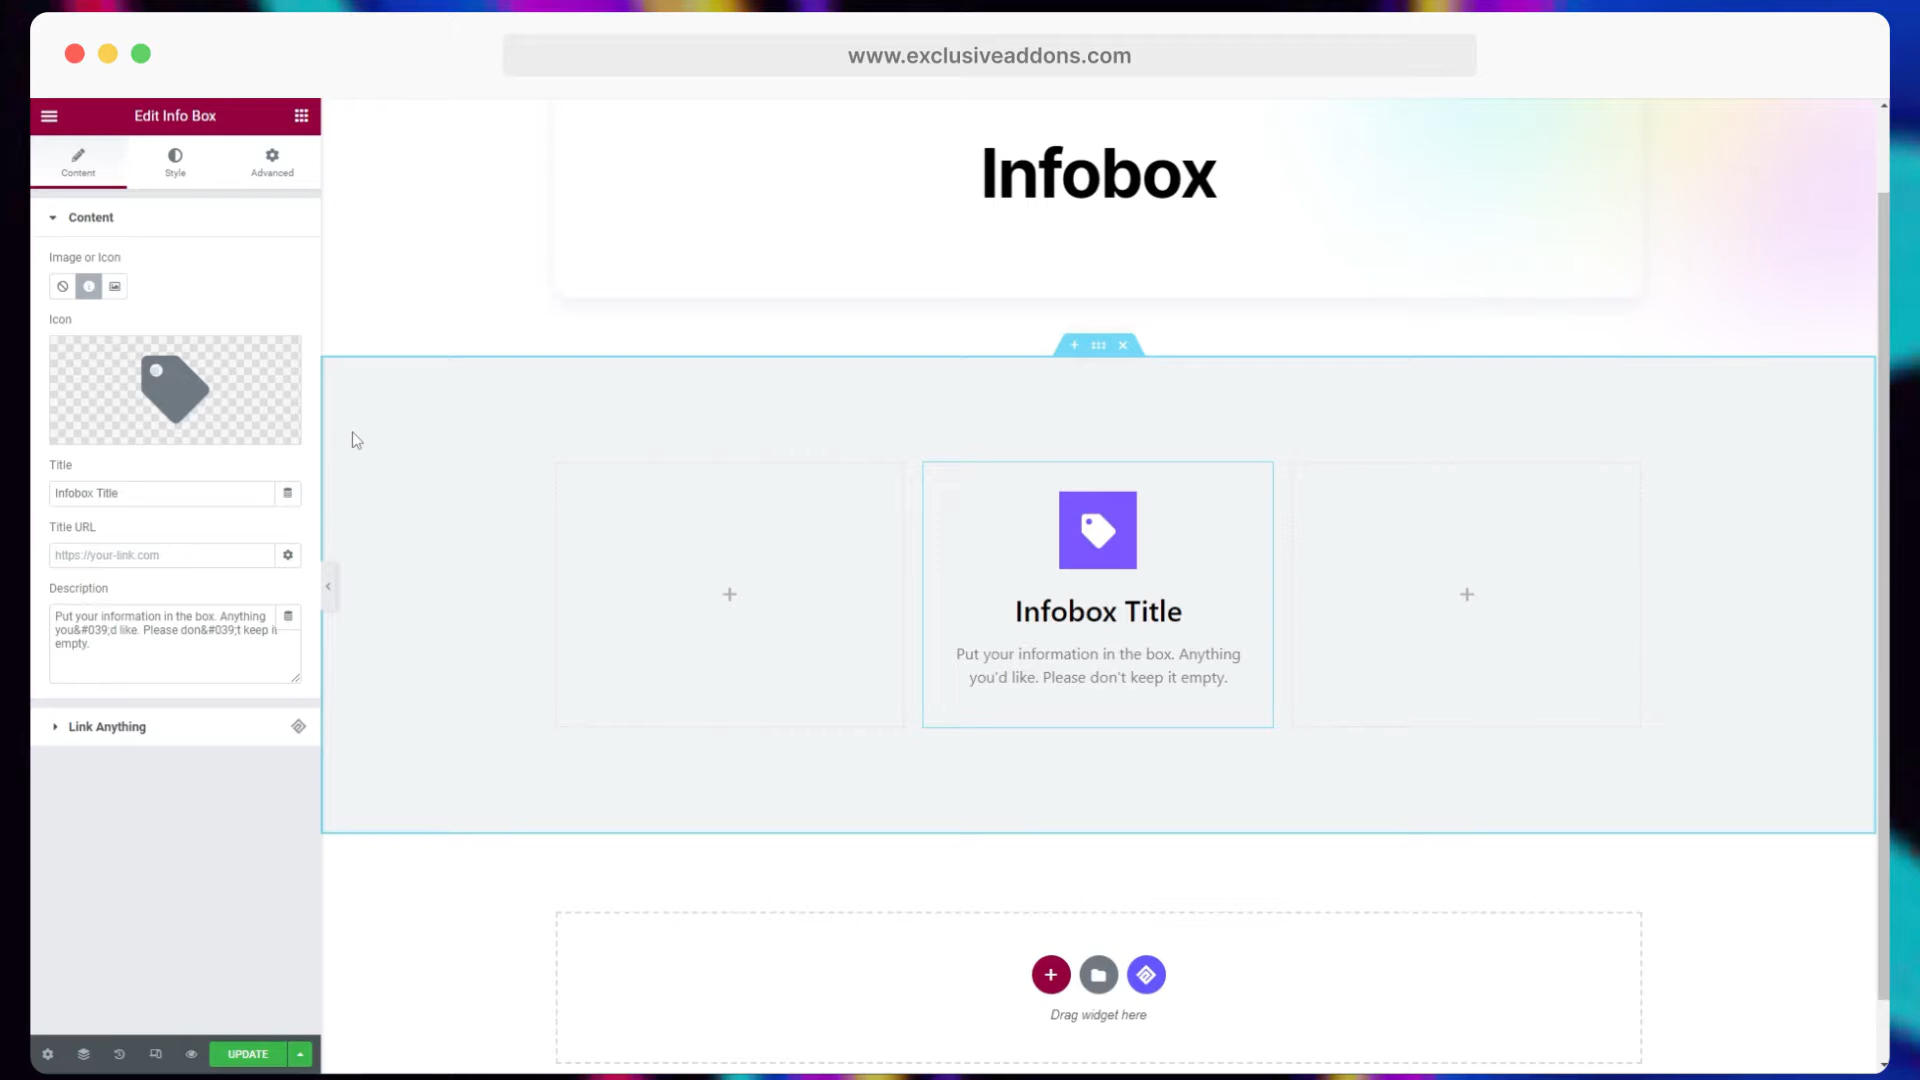 www.exclusiveaddons.com
Edit Info Box
Content
Style
Advanced
Content
Image or Icon
Icon
Title
Infobox Title
Title URL
https://your-link.com
Description
Put your information in the box. Anything
you&#039;d like. Please don&#039;t keep it
empty.
Link Anything
UPDATE
Infobox
Infobox Title
Put your information in the box. Anything
you'd like. Please don't keep it empty.
Drag widget here